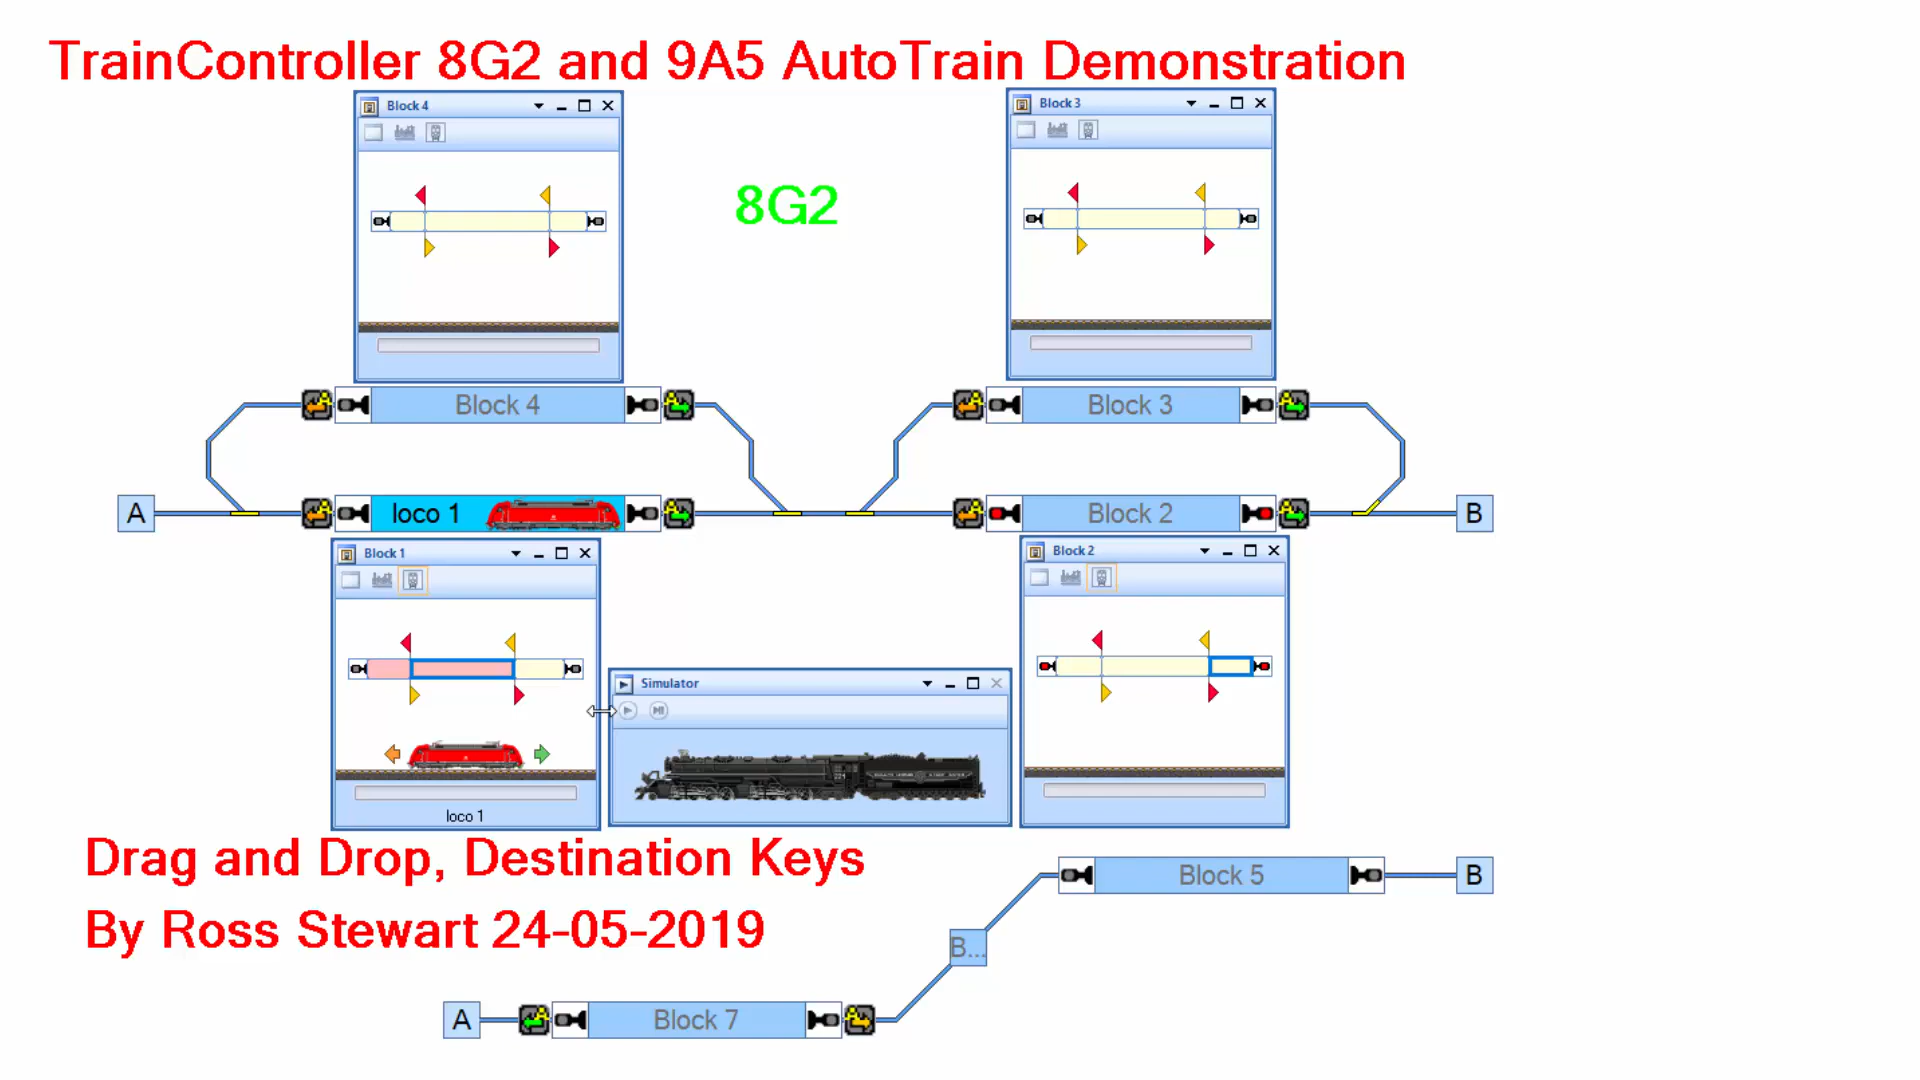 TrainController 8G2 and 9A5 AutoTrain Demonstration
Block 4
Block 3
8G2
Block 4
Block 3
A
loco 1
Block 2
B
Block 1
Block 2
Simulator
loco 1
Drag and Drop, Destination Keys
Block 5
B
By Ross Stewart 24-05-2019
B...
A
Block 7